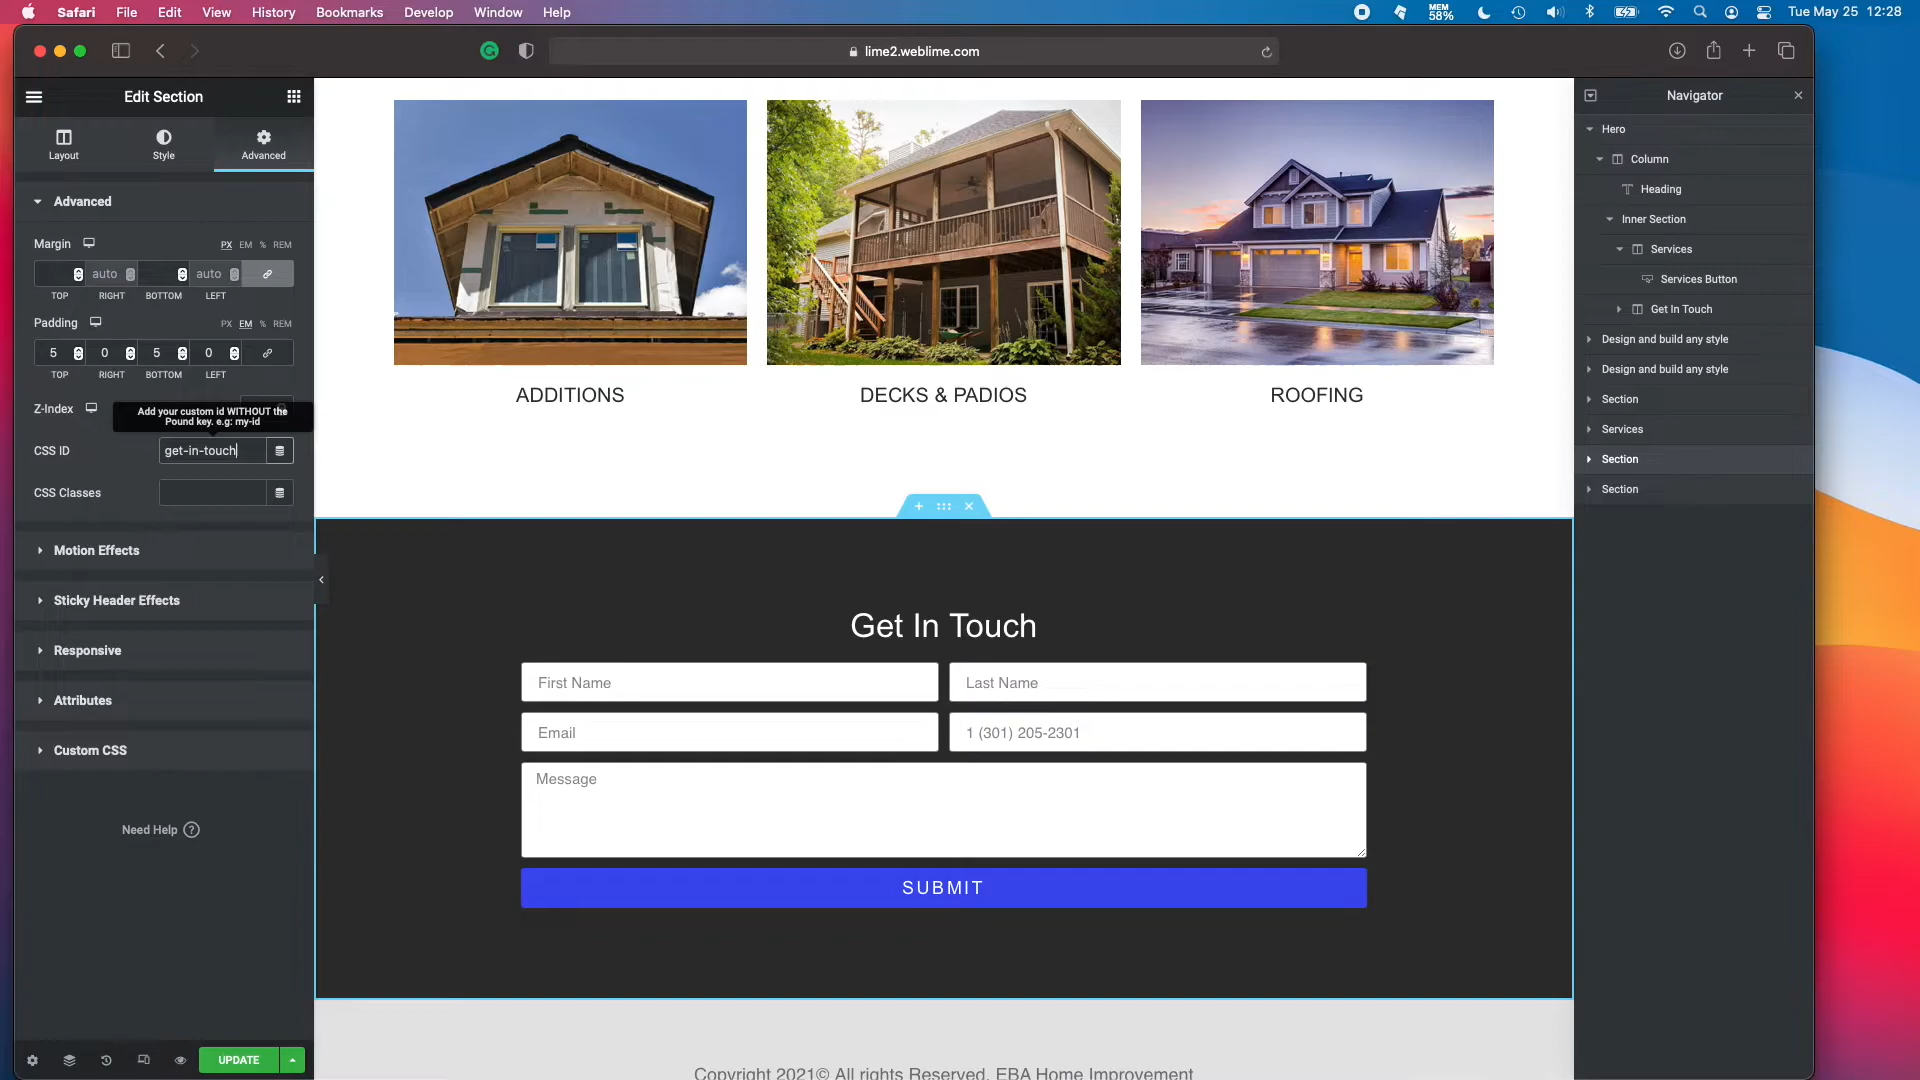 Safari File Edit View History Bookmarks Develop Window Help
MEM
58%
Tue May 25 12:28
lime2.weblime.com
Edit Section
Layout Style Advanced
Advanced
Margin PX EM % REM
auto auto
TOP RIGHT BOTTOM LEFT
Padding PX EM % REM
5 0 5 0
TOP RIGHT BOTTOM LEFT
Z-Index
Add your custom id WITHOUT the
Pound key. e.g: my-id
CSS ID get-in-touch
CSS Classes
Motion Effects
Sticky Header Effects
Responsive
Attributes
Custom CSS
Need Help ?
UPDATE
ADDITIONS DECKS & PADIOS ROOFING
Get In Touch
First Name Last Name
Email 1 (301) 205-2301
Message
SUBMIT
Copyright 2021© All rights Reserved. EBA Home Improvement
Navigator
Hero
Column
Heading
Inner Section
Services
Services Button
Get In Touch
Design and build any style
Design and build any style
Section
Services
Section
Section